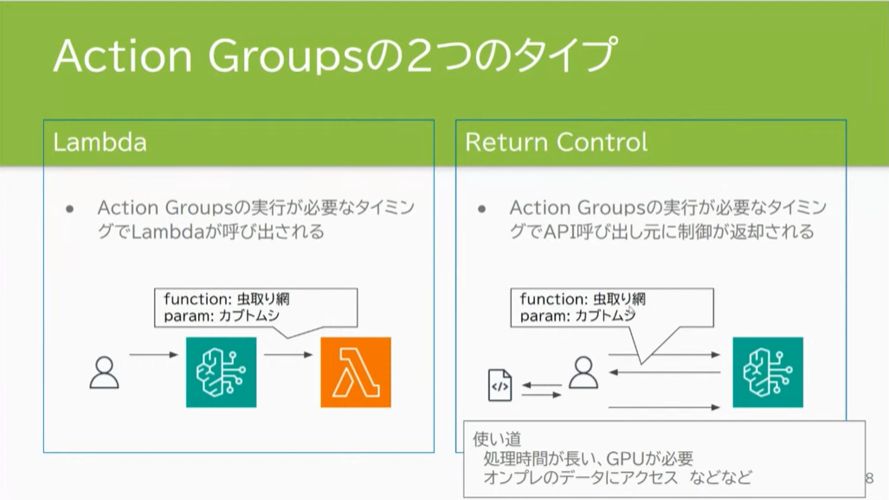 Action Groupsの2つのタイプ
Lambda
● Action Groupsの実行が必要なタイミン
グでLambdaが呼び出される
function: 虫取り網
param: カブトムシ
Return Control
● Action Groupsの実行が必要なタイミン
グでAPI呼び出し元に制御が返却される
function: 虫取り網
param: カブトムシ
</>
使い道
処理時間が長い、GPUが必要
オンプレのデータにアクセス などなど
8